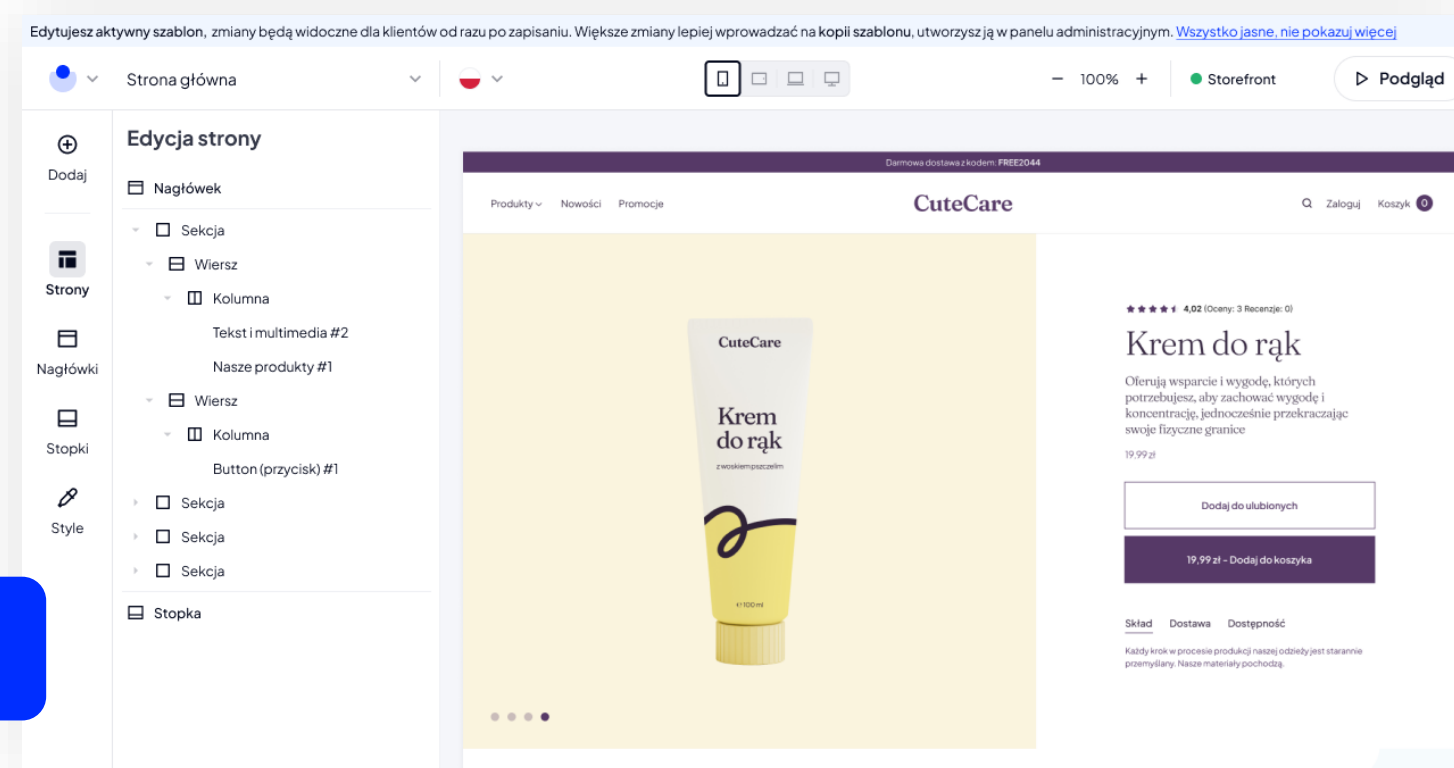 Edytujesz aktywny szablon, zmiany będą widoczne dla klientów od razu po zapisaniu. Większe zmiany lepiej wprowadzać na kopii szablonu, utworzysz ją w panelu administracyjnym. Wszystko jasne, nie pokazuj więcej
Strona główna
100%
Storefront
Podgląd
Dodaj
Strony
Nagłówki
Stopki
Style
Edycja strony
Nagłówek
Sekcja
Wiersz
Kolumna
Tekst i multimedia #2
Nasze produkty #1
Wiersz
Kolumna
Button (przycisk) #1
Sekcja
Sekcja
Sekcja
Stopka
Darmowa dostawa z kodem: FREE2044
Produkty Nowości Promocje
CuteCare
Zaloguj Koszyk 0
CuteCare
Krem
do rąk
z woskiem pszczelim
℮ 100 ml
4,02 (Oceny: 3 Recenzje: 0)
Krem do rąk
Oferują wsparcie i wygodę, których
potrzebujesz, aby zachować wygodę i
koncentrację, jednocześnie przekraczając
swoje fizyczne granice
19,99 zł
Dodaj do ulubionych
19,99 zł - Dodaj do koszyka
Skład Dostawa Dostępność
Każdy krok w procesie produkcji naszej odzieży jest starannie
przemyślany. Nasze materiały pochodzą.